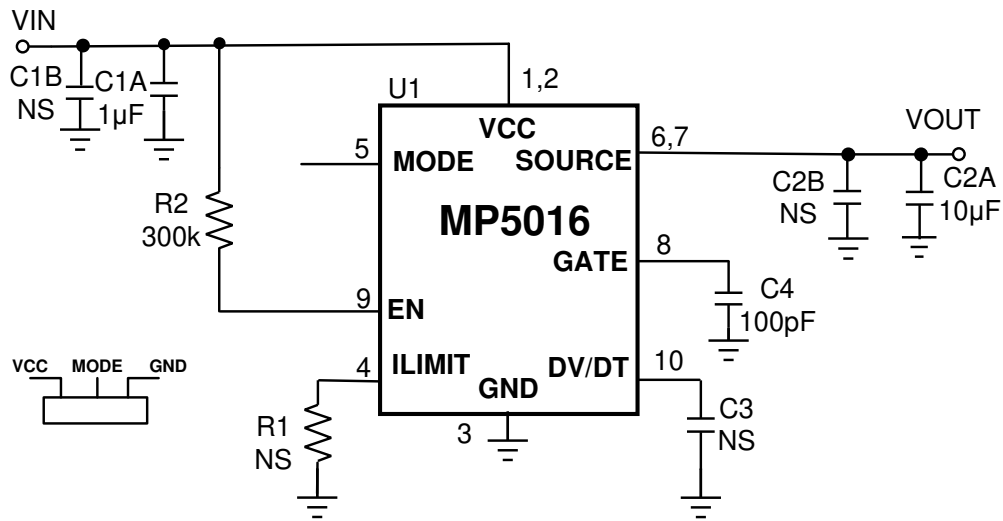 VIN
C1B
NS
C1A
1µF
U1
1,2
VCC
5
MODE
SOURCE
6,7
VOUT
C2B
NS
C2A
10µF
R2
300k
MP5016
GATE
8
C4
100pF
9
EN
VCC
MODE
GND
4
ILIMIT
GND
DV/DT
10
R1
NS
3
C3
NS